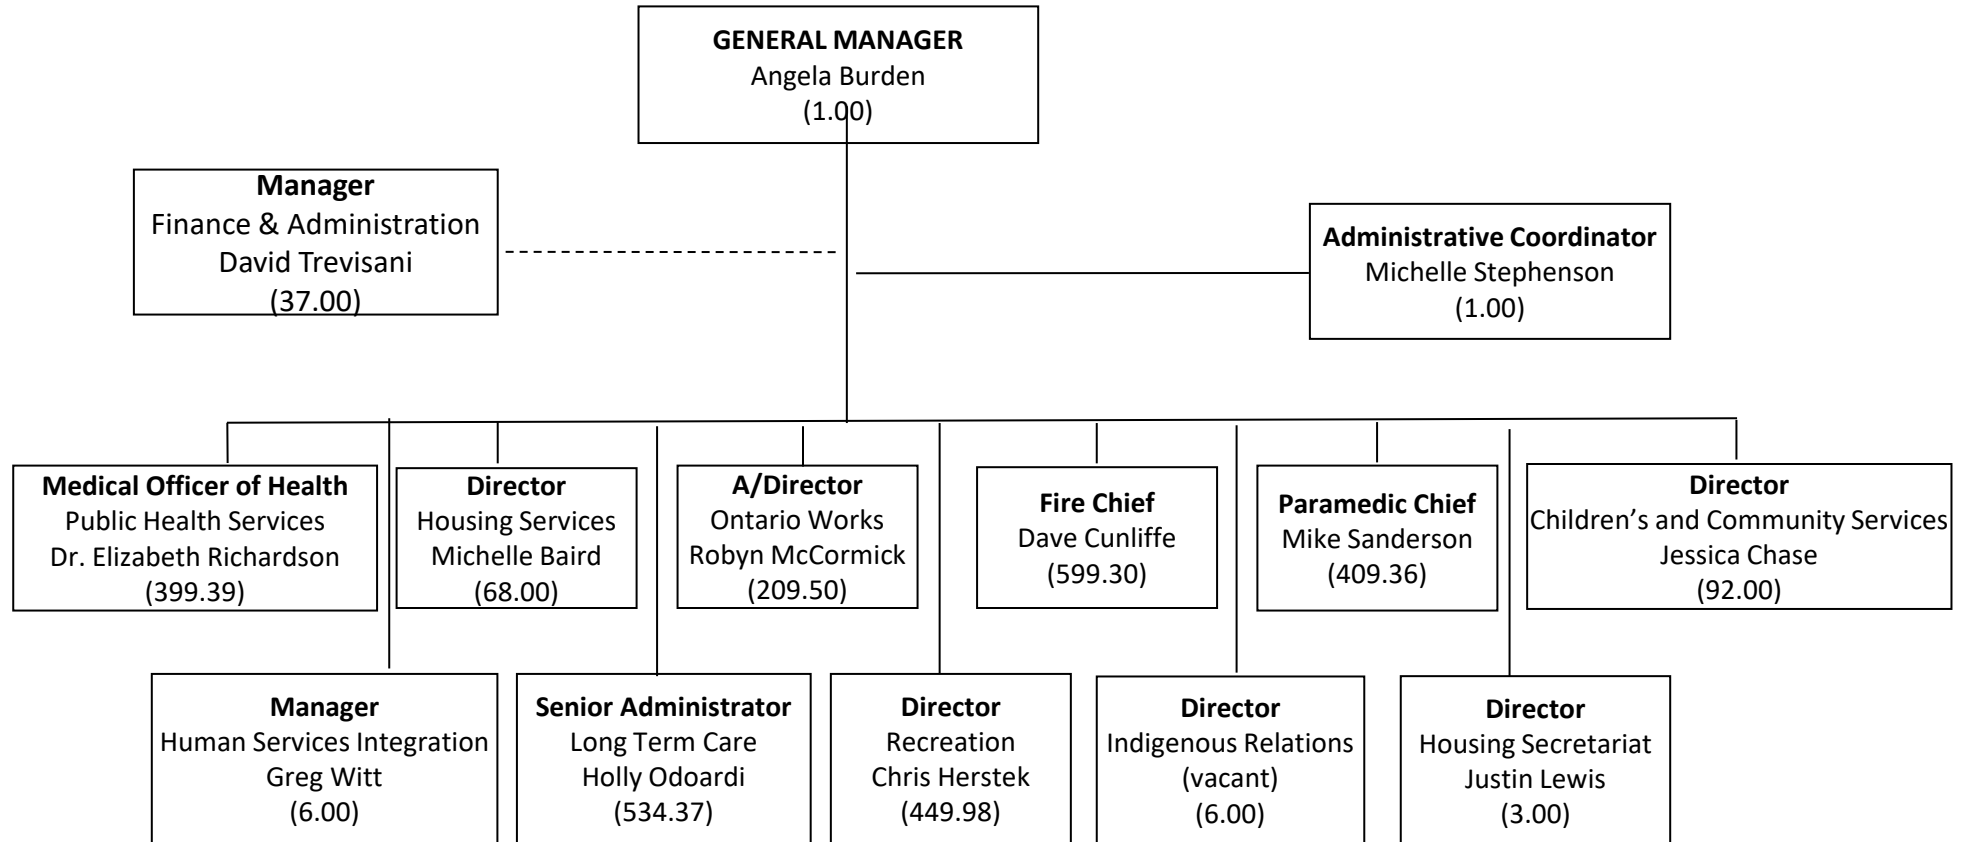 GENERAL MANAGER
Angela Burden
(1.00)
Manager
Finance & Administration
David Trevisani
(37.00)
Administrative Coordinator
Michelle Stephenson
(1.00)
Medical Officer of Health
Public Health Services
Dr. Elizabeth Richardson
(399.39)
Director
Housing Services
Michelle Baird
(68.00)
A/Director
Ontario Works
Robyn McCormick
(209.50)
Fire Chief
Dave Cunliffe
(599.30)
Paramedic Chief
Mike Sanderson
(409.36)
Director
Children’s and Community Services
Jessica Chase
(92.00)
Manager
Human Services Integration
Greg Witt
(6.00)
Senior Administrator
Long Term Care
Holly Odoardi
(534.37)
Director
Recreation
Chris Herstek
(449.98)
Director
Indigenous Relations
(vacant)
(6.00)
Director
Housing Secretariat
Justin Lewis
(3.00)